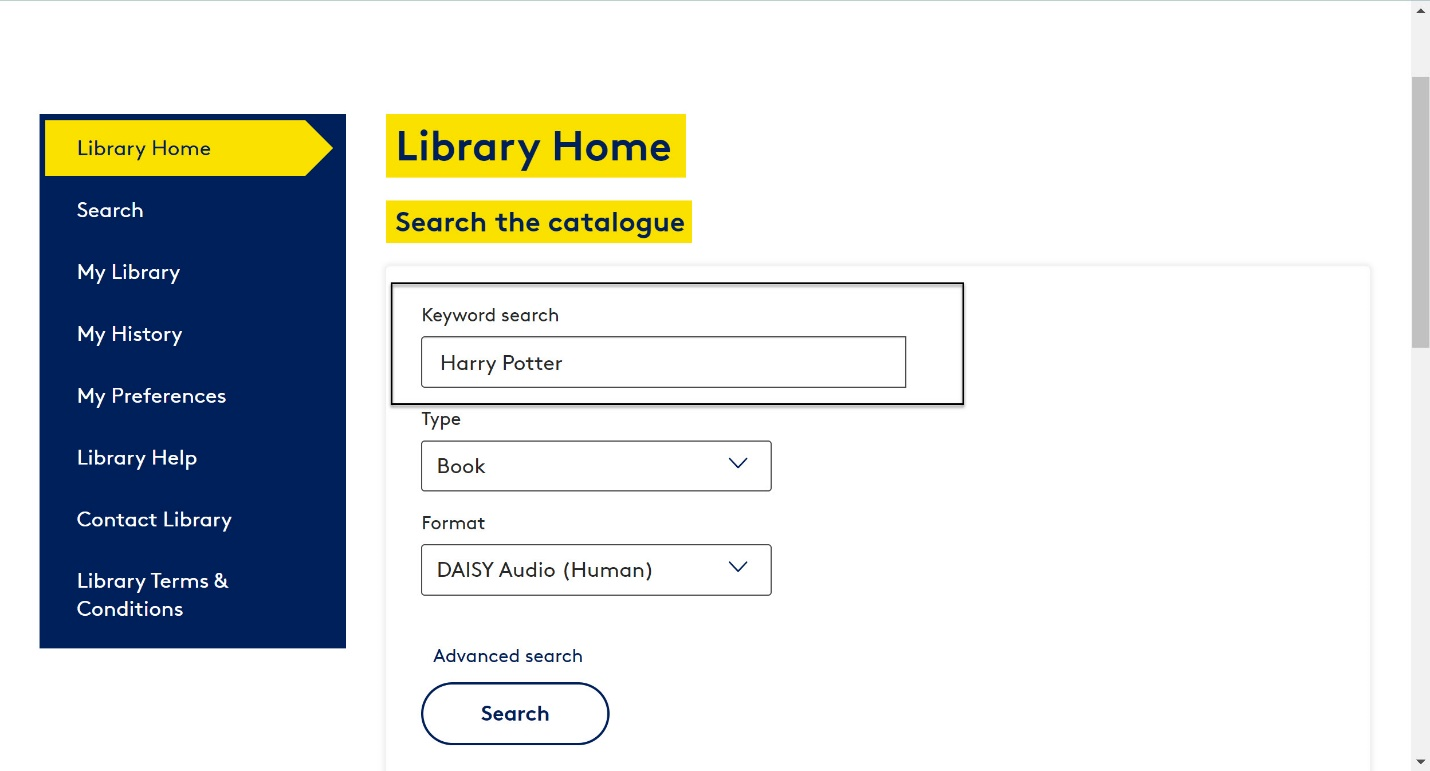 Library Home
Search
My Library
My History
My Preferences
Library Help
Contact Library
Library Terms &
Conditions
Library Home
Search the catalogue
Keyword search
Harry Potter
Type
Book
Format
DAISY Audio (Human)
Advanced search
Search